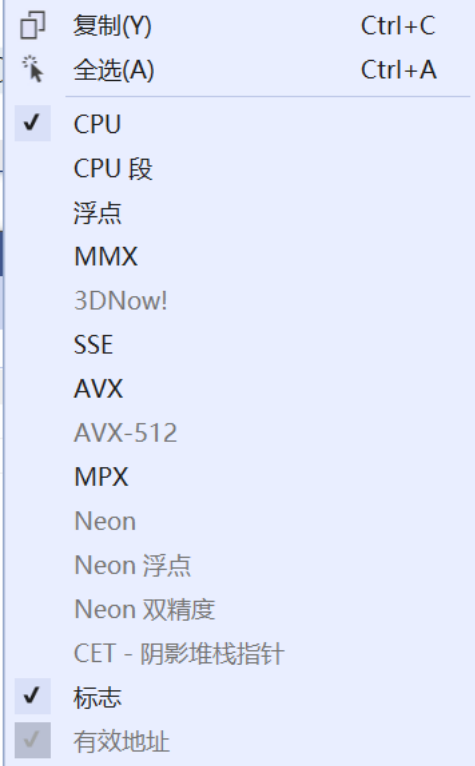 复制(Y) Ctrl+C
全选(A) Ctrl+A
CPU
CPU 段
浮点
MMX
3DNow!
SSE
AVX
AVX-512
MPX
Neon
Neon 浮点
Neon 双精度
CET - 阴影堆栈指针
标志
有效地址